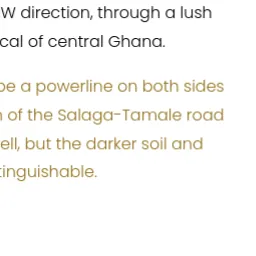 W direction, through a lush
cal of central Ghana.
be a powerline on both sides
of the Salaga-Tamale road
ell, but the darker soil and
tinguishable.